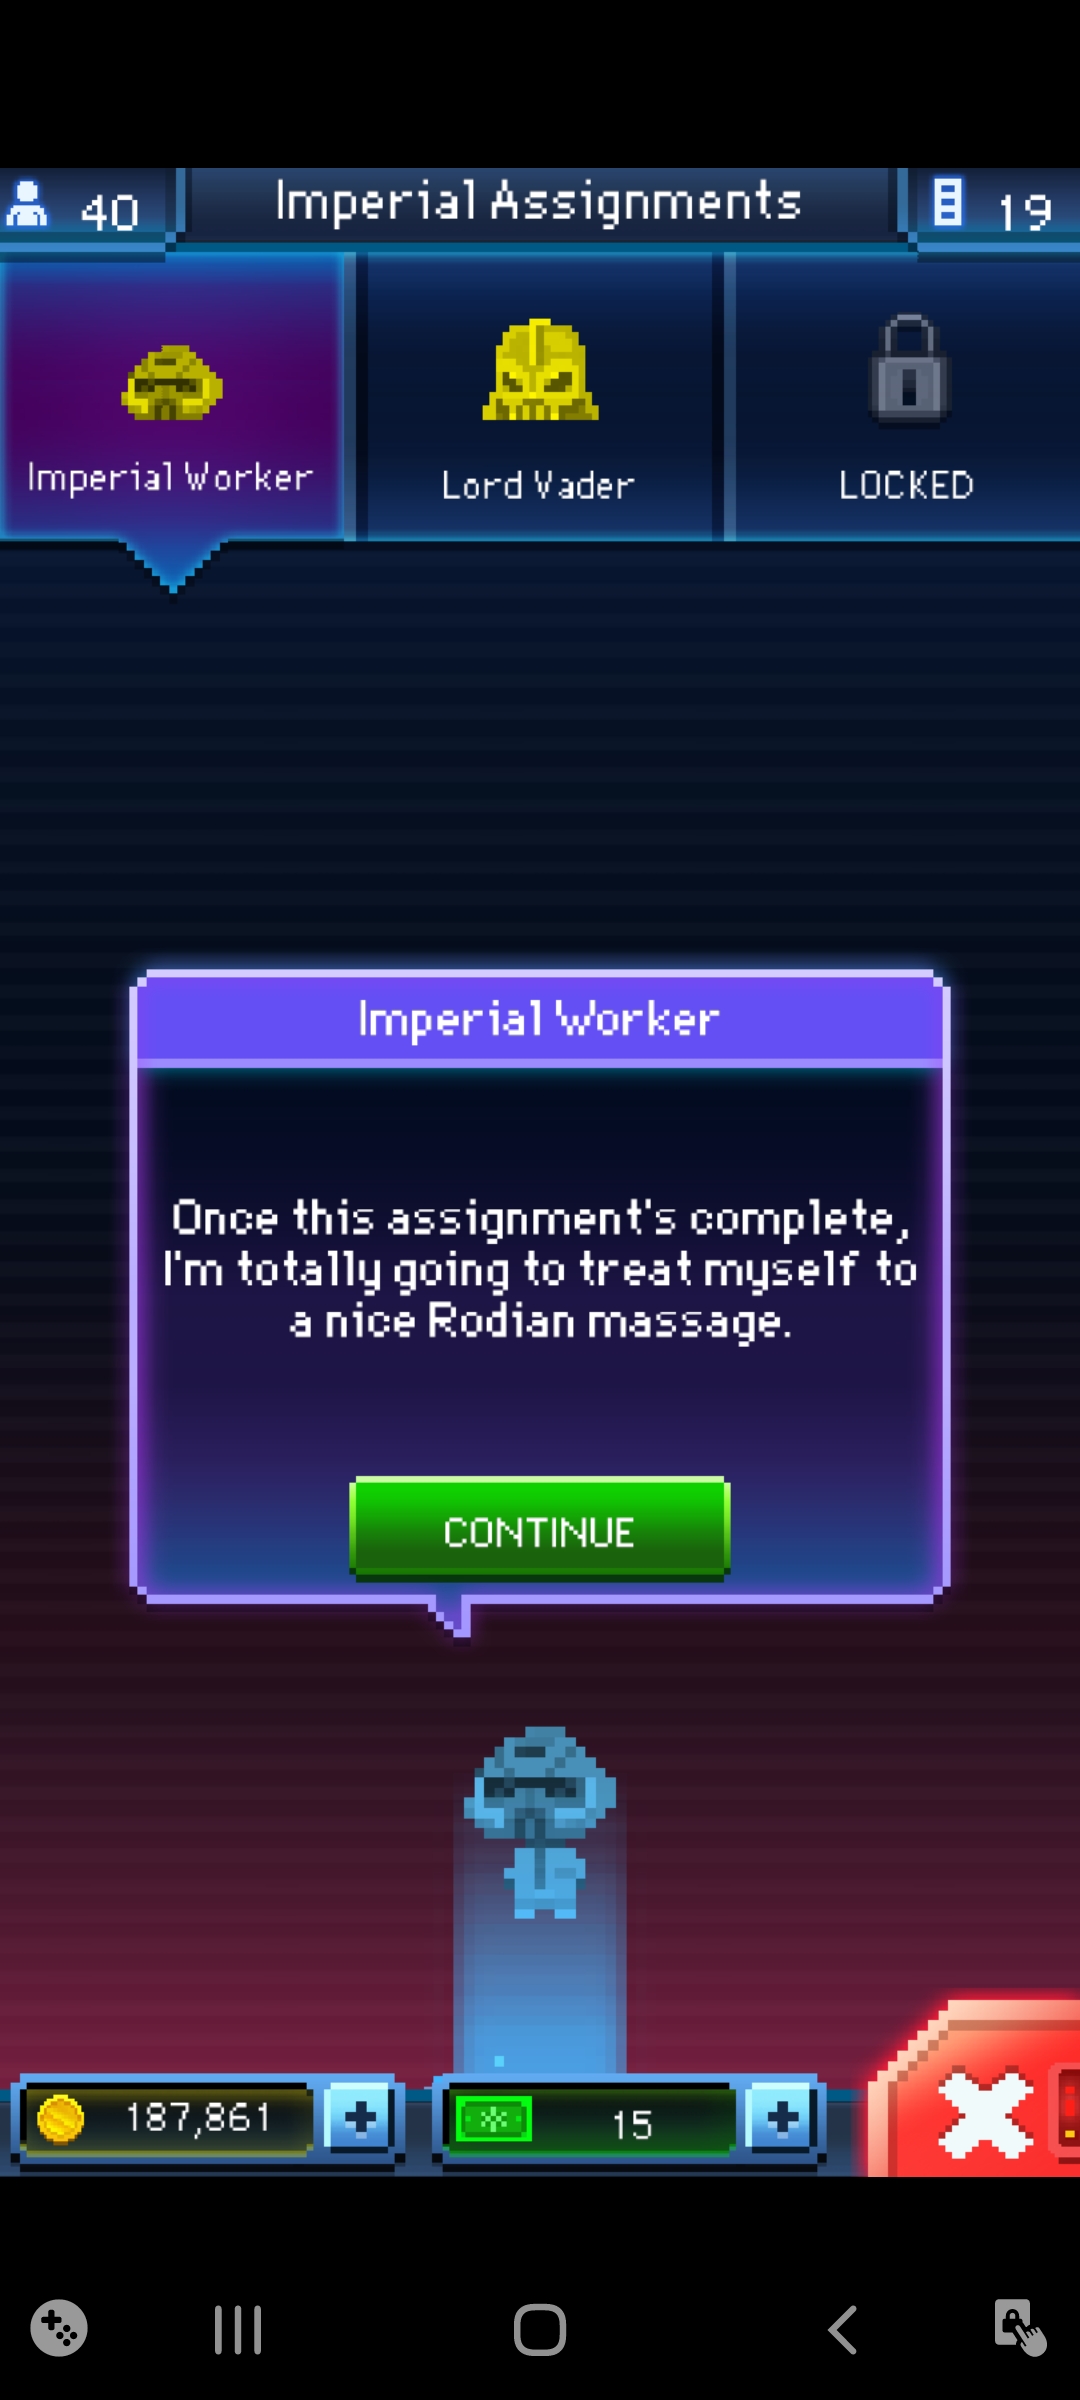 40
Imperial Assignments
19
Imperial Worker
Lord Vader
LOCKED
Imperial Worker
Once this assignment's complete,
I'm totally going to treat myself to
a nice Rodian massage.
CONTINUE
187,861
15